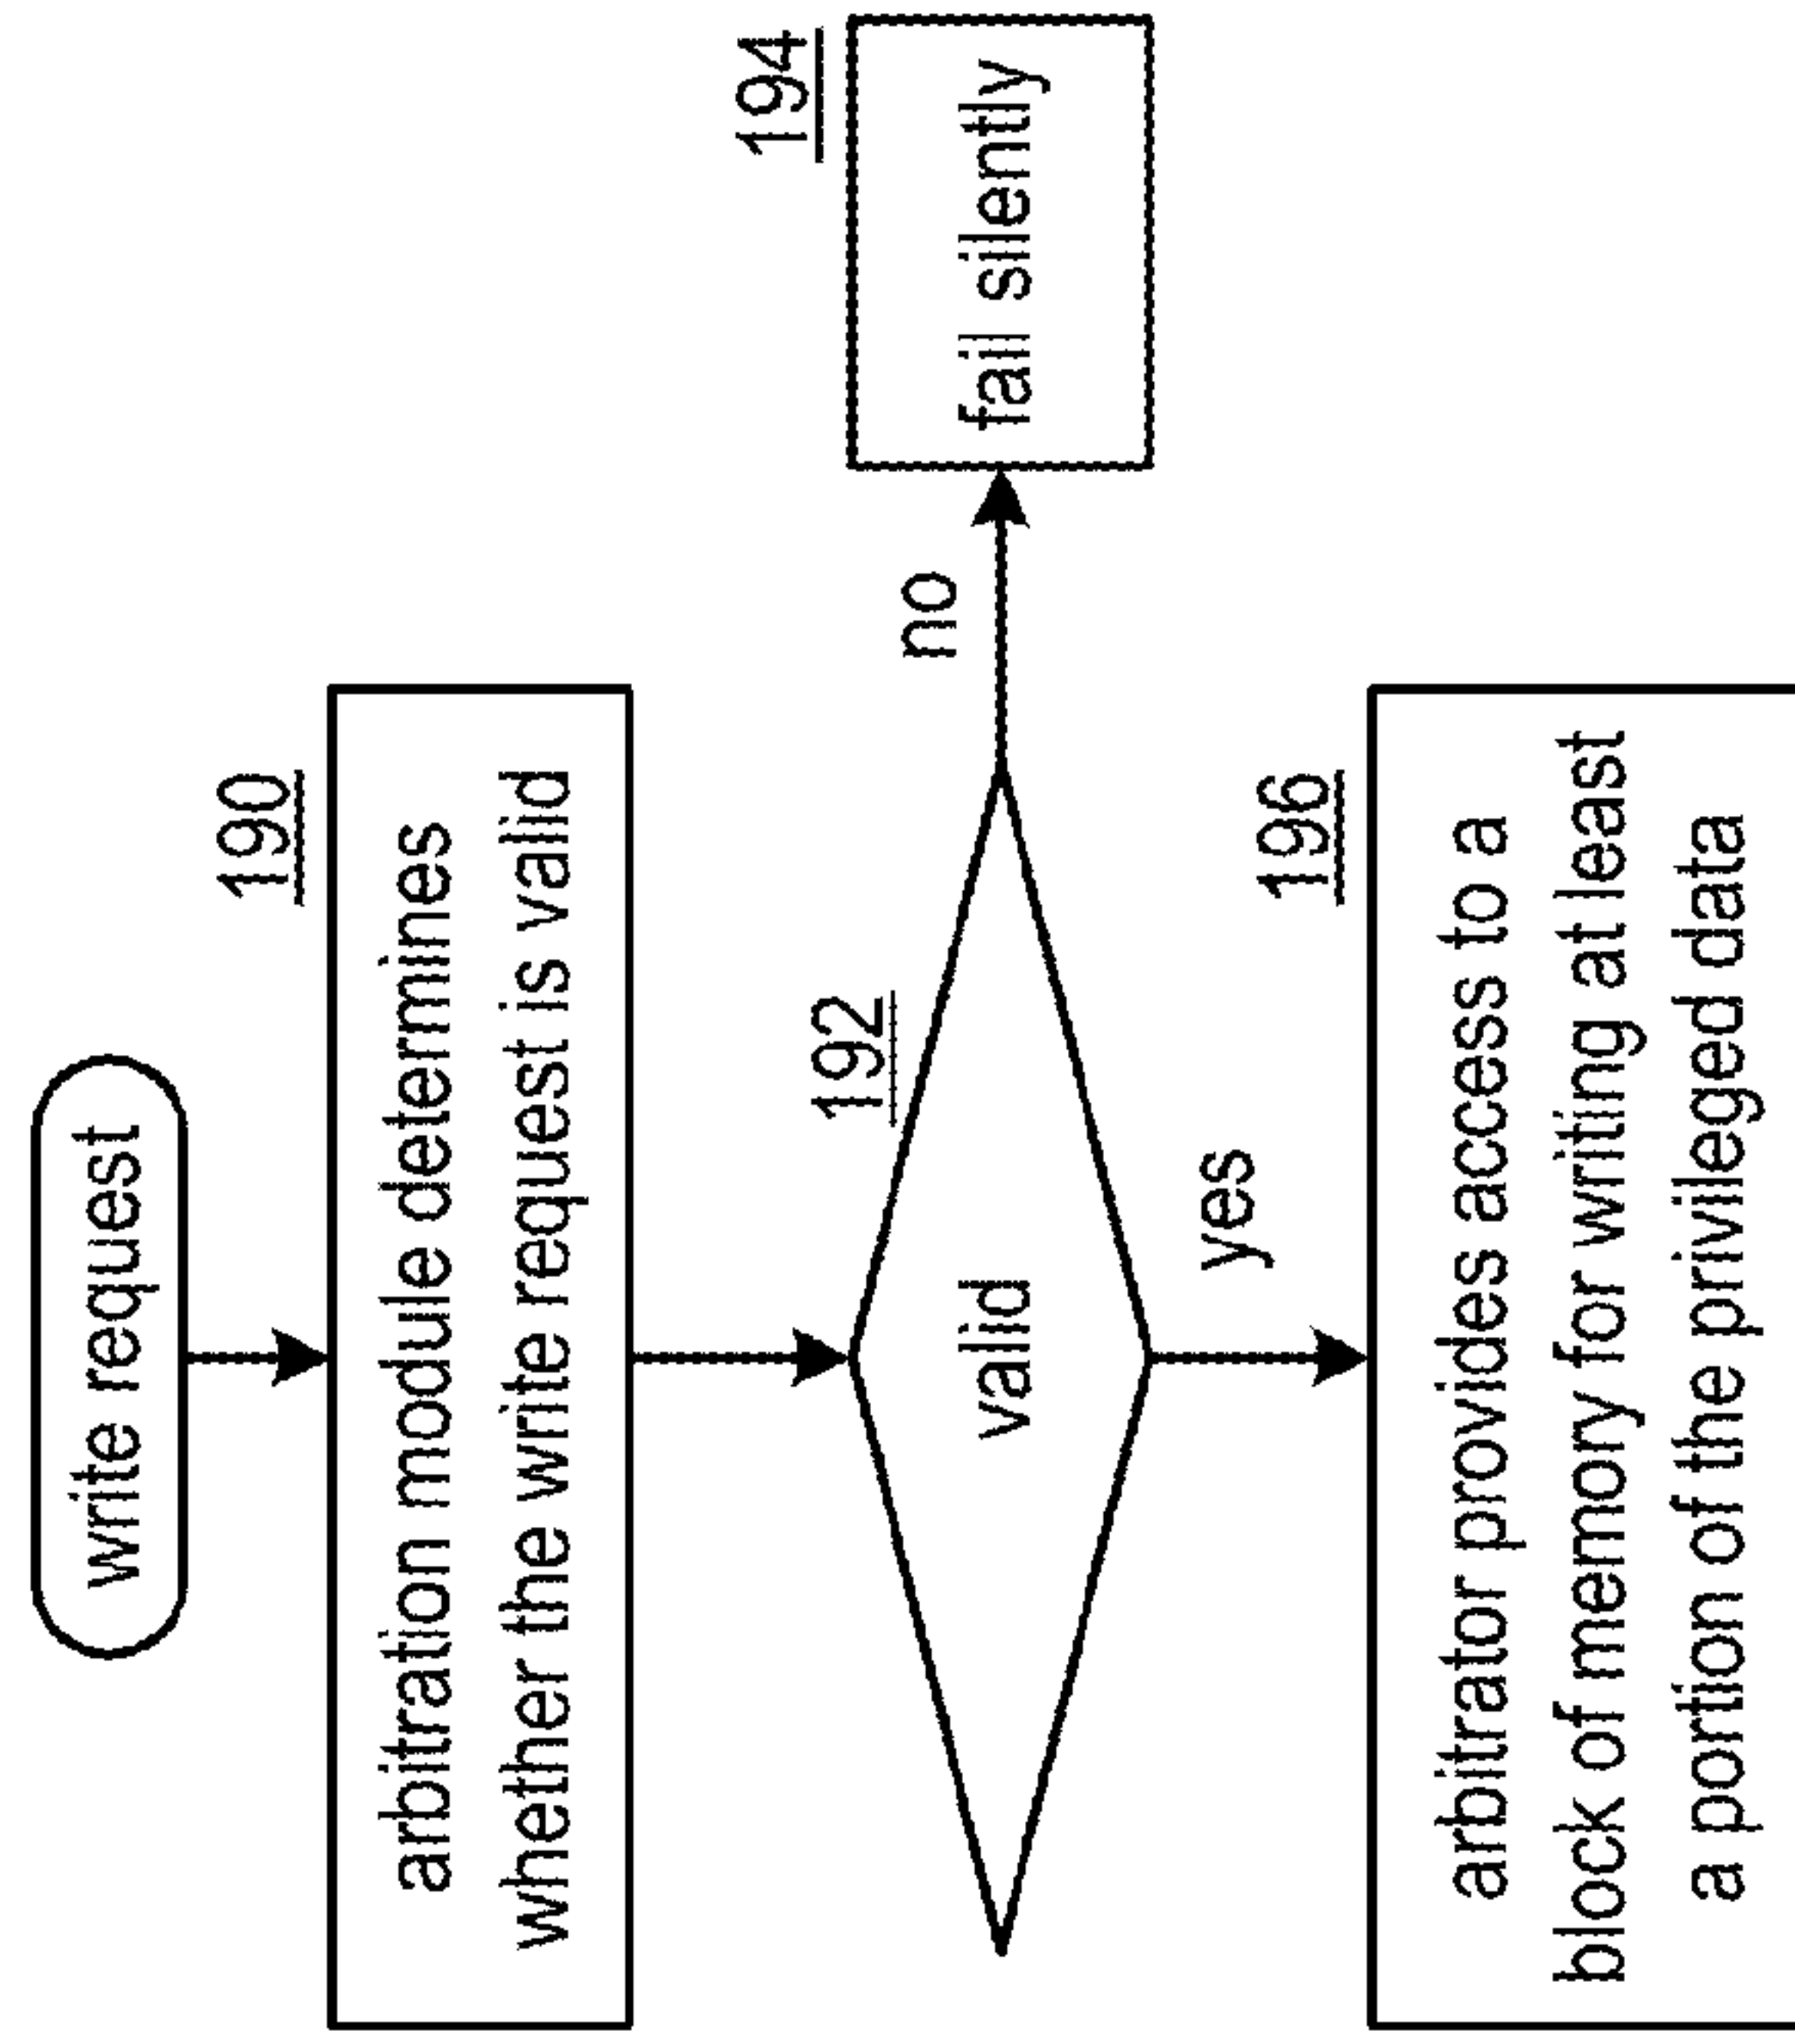 write request
190
arbitration module determines
whether the write request is valid
192
valid
no
194
fail silently
yes
196
arbitrator provides access to a
block of memory for writing at least
a portion of the privileged data